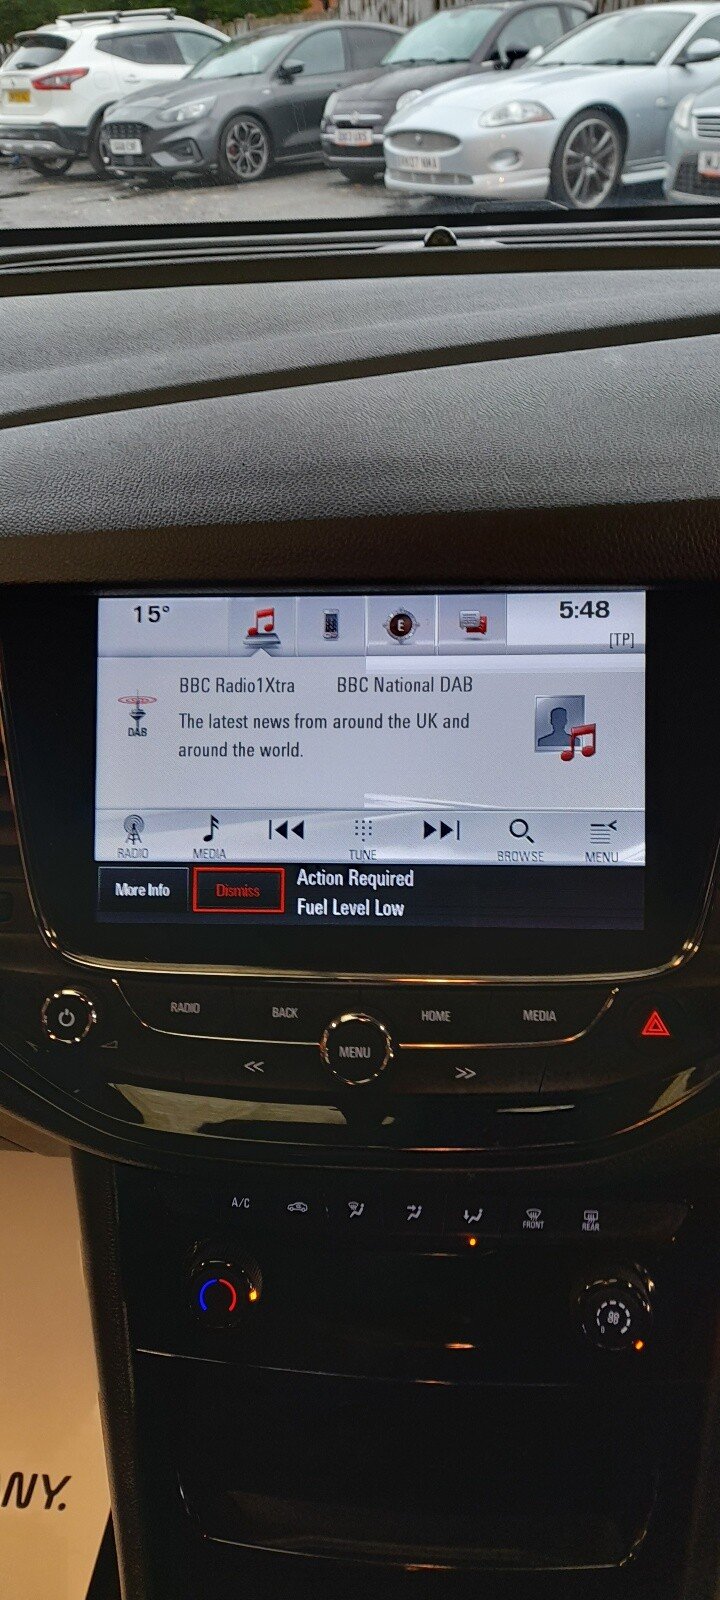 15°
5:48
[TP]
E
BBC Radio1Xtra BBC National DAB
The latest news from around the UK and
around the world.
DAB
RADIO MEDIA TUNE BROWSE MENU
More Info Dismiss
Action Required
Fuel Level Low
RADIO BACK HOME MEDIA
MENU
A/C
FRONT REAR
NY.